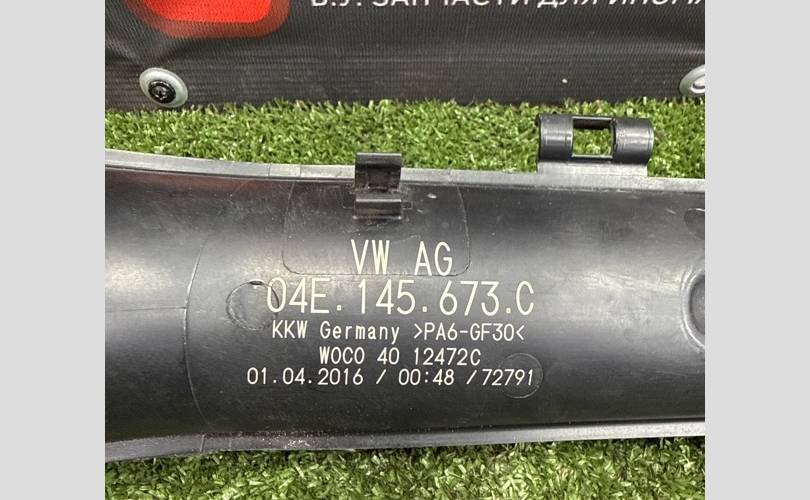 Б.У. ЗАПЧАСТИ ДЛЯ
VW AG
04E.145.673.C
KKW Germany >PA6-GF30<
WOCO 40 12472C
01.04.2016 / 00:48 /72791